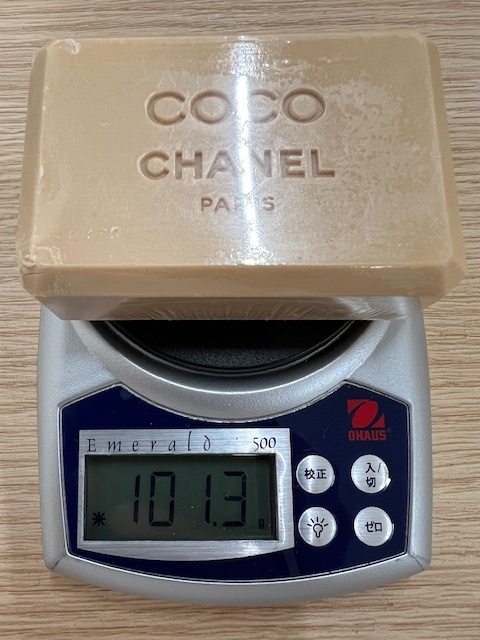 COCO
CHANEL
PARIS
OHAUS®
Emerald 500
校正
入/切
* 101.3 g
ゼロ